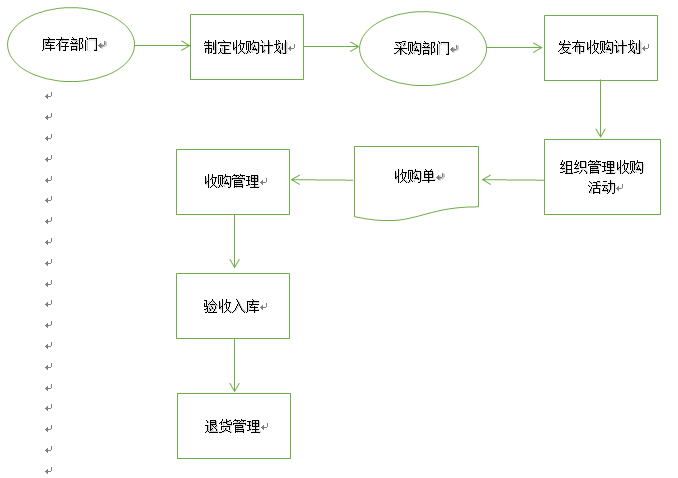 库存部门
制定收购计划
采购部门
发布收购计划
组织管理收购
活动
收购单
收购管理
验收入库
退货管理